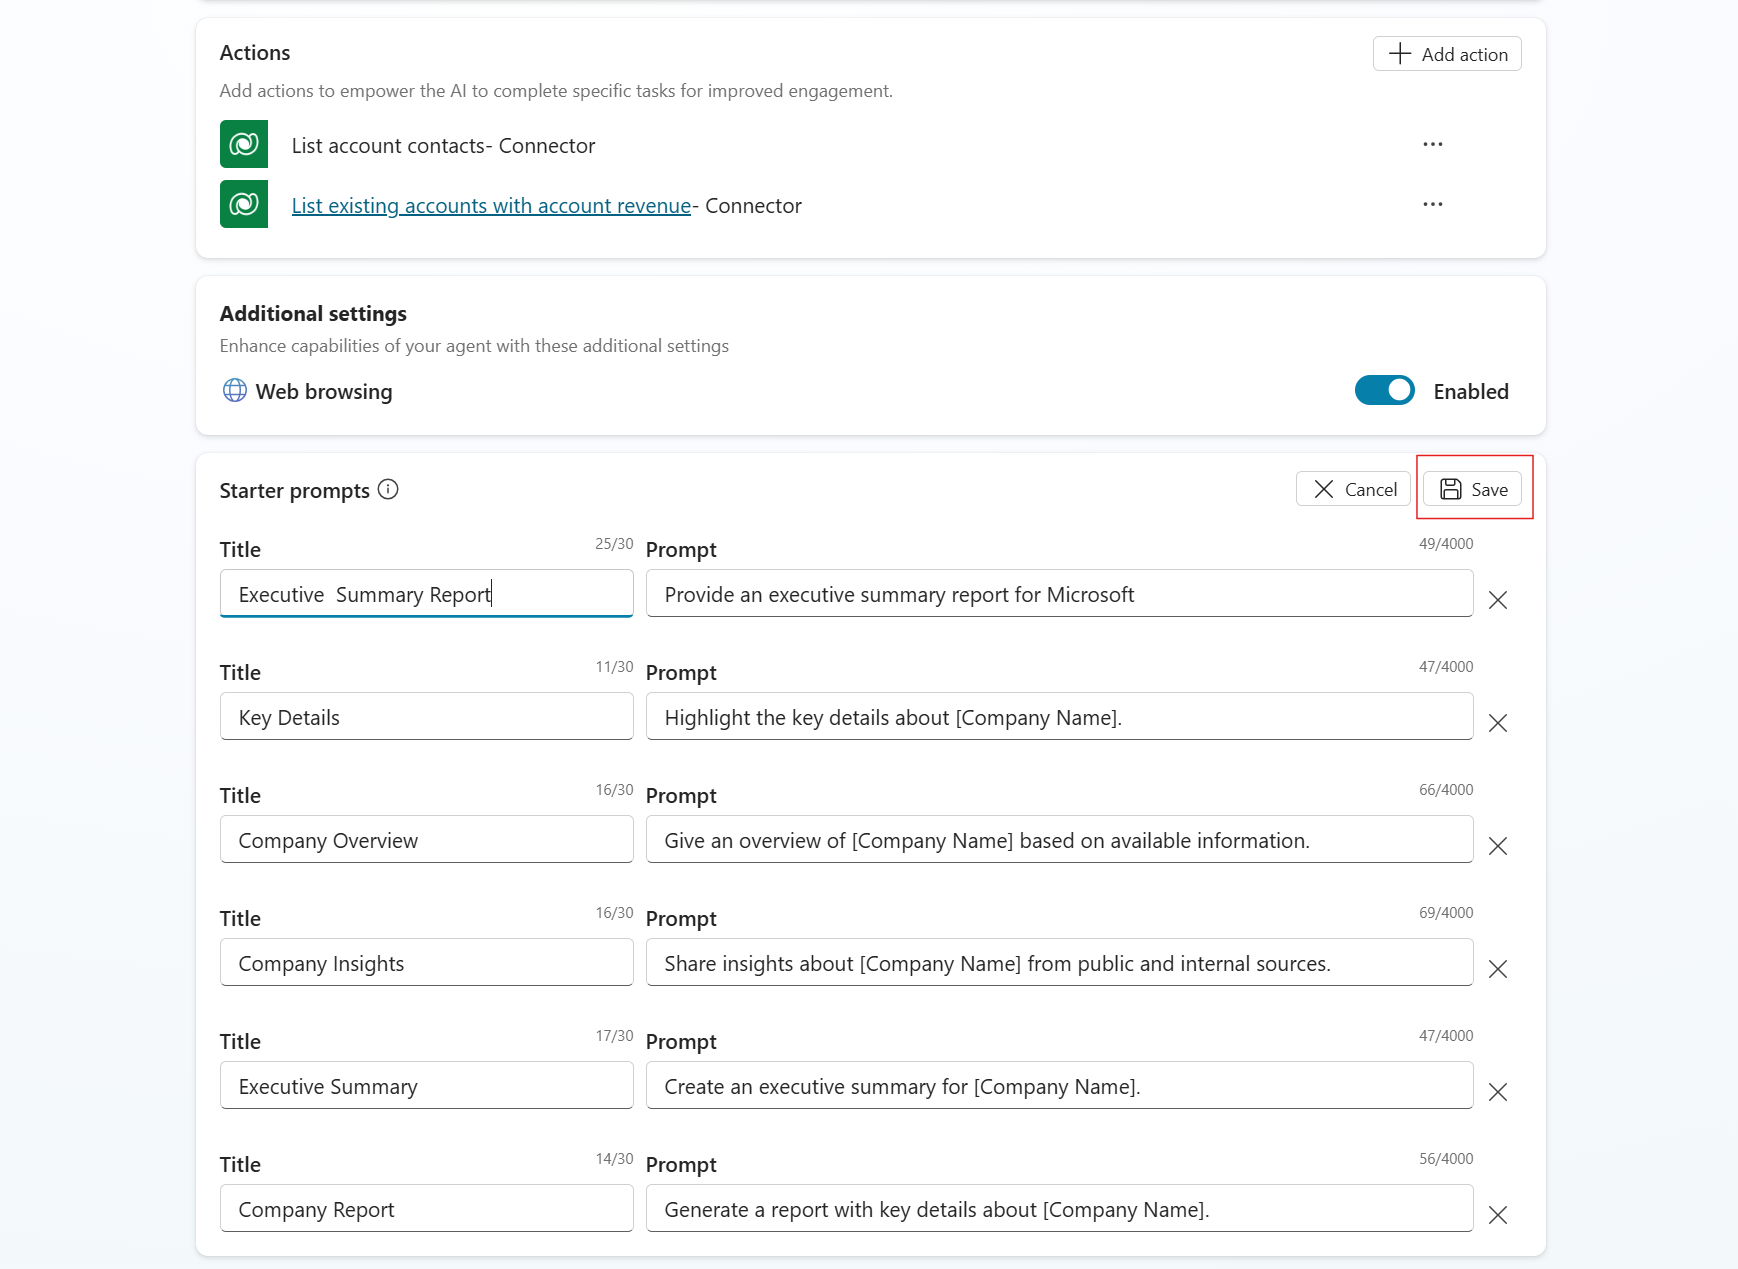 Actions
Add action
Add actions to empower the AI to complete specific tasks for improved engagement.
List account contacts- Connector
List existing accounts with account revenue- Connector
Additional settings
Enhance capabilities of your agent with these additional settings
Web browsing
Enabled
Starter prompts
Cancel
Save
Title 25/30 Prompt 49/4000
Executive  Summary Report
Provide an executive summary report for Microsoft
Title 11/30 Prompt 47/4000
Key Details
Highlight the key details about [Company Name].
Title 16/30 Prompt 66/4000
Company Overview
Give an overview of [Company Name] based on available information.
Title 16/30 Prompt 69/4000
Company Insights
Share insights about [Company Name] from public and internal sources.
Title 17/30 Prompt 47/4000
Executive Summary
Create an executive summary for [Company Name].
Title 14/30 Prompt 56/4000
Company Report
Generate a report with key details about [Company Name].